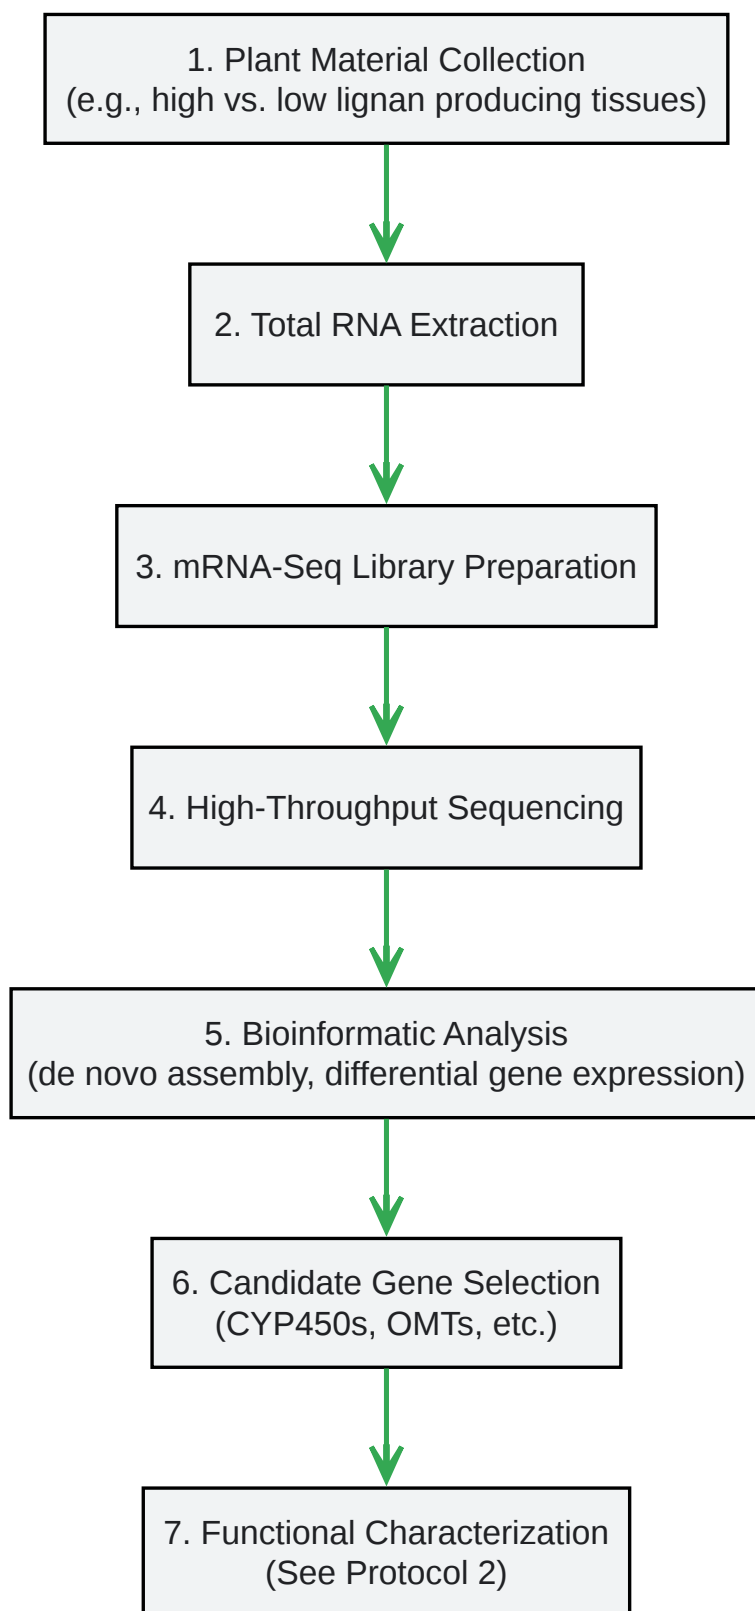 1. Plant Material Collection
(e.g., high vs. low lignan producing tissues)
2. Total RNA Extraction
3. mRNA-Seq Library Preparation
4. High-Throughput Sequencing
5. Bioinformatic Analysis
(de novo assembly, differential gene expression)
6. Candidate Gene Selection
(CYP450s, OMTs, etc.)
7. Functional Characterization
(See Protocol 2)